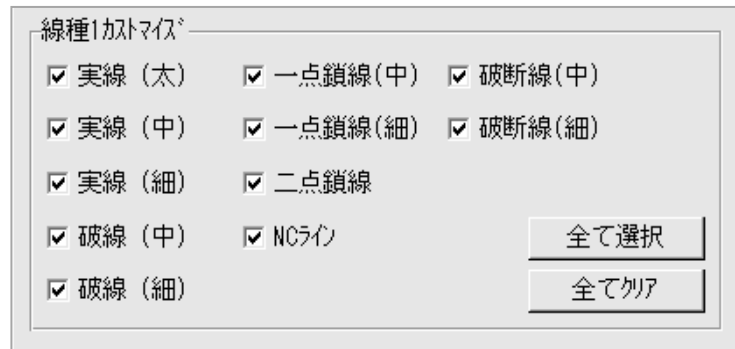 線種1ｶｽﾄﾏｲｽﾞ
実線（太） 一点鎖線(中) 破断線(中)
実線（中） 一点鎖線(細) 破断線(細)
実線（細） 二点鎖線
破線（中） NCﾗｲﾝ 全て選択
破線（細） 全てｸﾘｱ